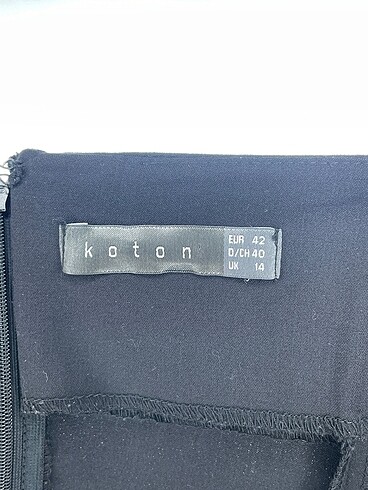 koton
EUR 42
D/CH 40
UK 14